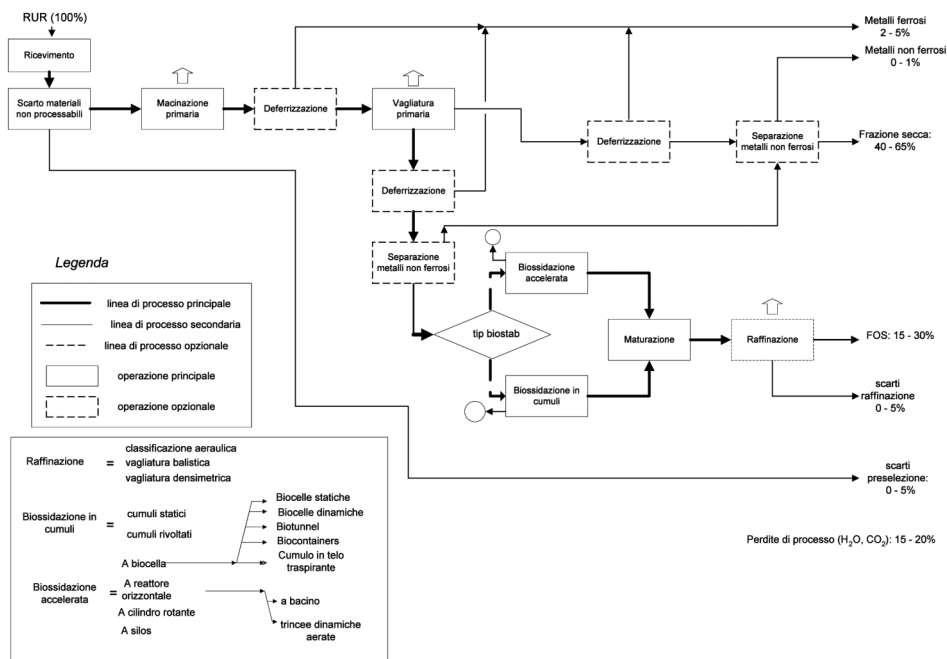 RUR (100%)
Ricevimento
Scarto materiali
non processabili
Macinazione
primaria
Deferrizzazione
Vagliatura
primaria
Deferrizzazione
Separazione
metalli non ferrosi
Metalli ferrosi
2 - 5%
Metalli non ferrosi
0 - 1%
Frazione secca:
40 - 65%
Deferrizzazione
Separazione
metalli non ferrosi
Biossidazione
accelerata
tip biostab
Biossidazione in
cumuli
Maturazione
Raffinazione
FOS: 15 - 30%
scarti
raffinazione
0 - 5%
scarti
preselezione:
0 - 5%
Perdite di processo (H₂O, CO₂): 15 - 20%
Legenda
linea di processo principale
linea di processo secondaria
linea di processo opzionale
operazione principale
operazione opzionale
Raffinazione
=
classificazione aeraulica
vagliatura balistica
vagliatura densimetrica
Biossidazione in
cumuli
=
cumuli statici
cumuli rivoltati
Biossidazione
accelerata
=
A biocella
A reattore
orizzontale
A cilindro rotante
A silos
Biocelle statiche
Biocelle dinamiche
Biotunnel
Biocontainers
Cumulo in telo
traspirante
a bacino
trincee dinamiche
aerate